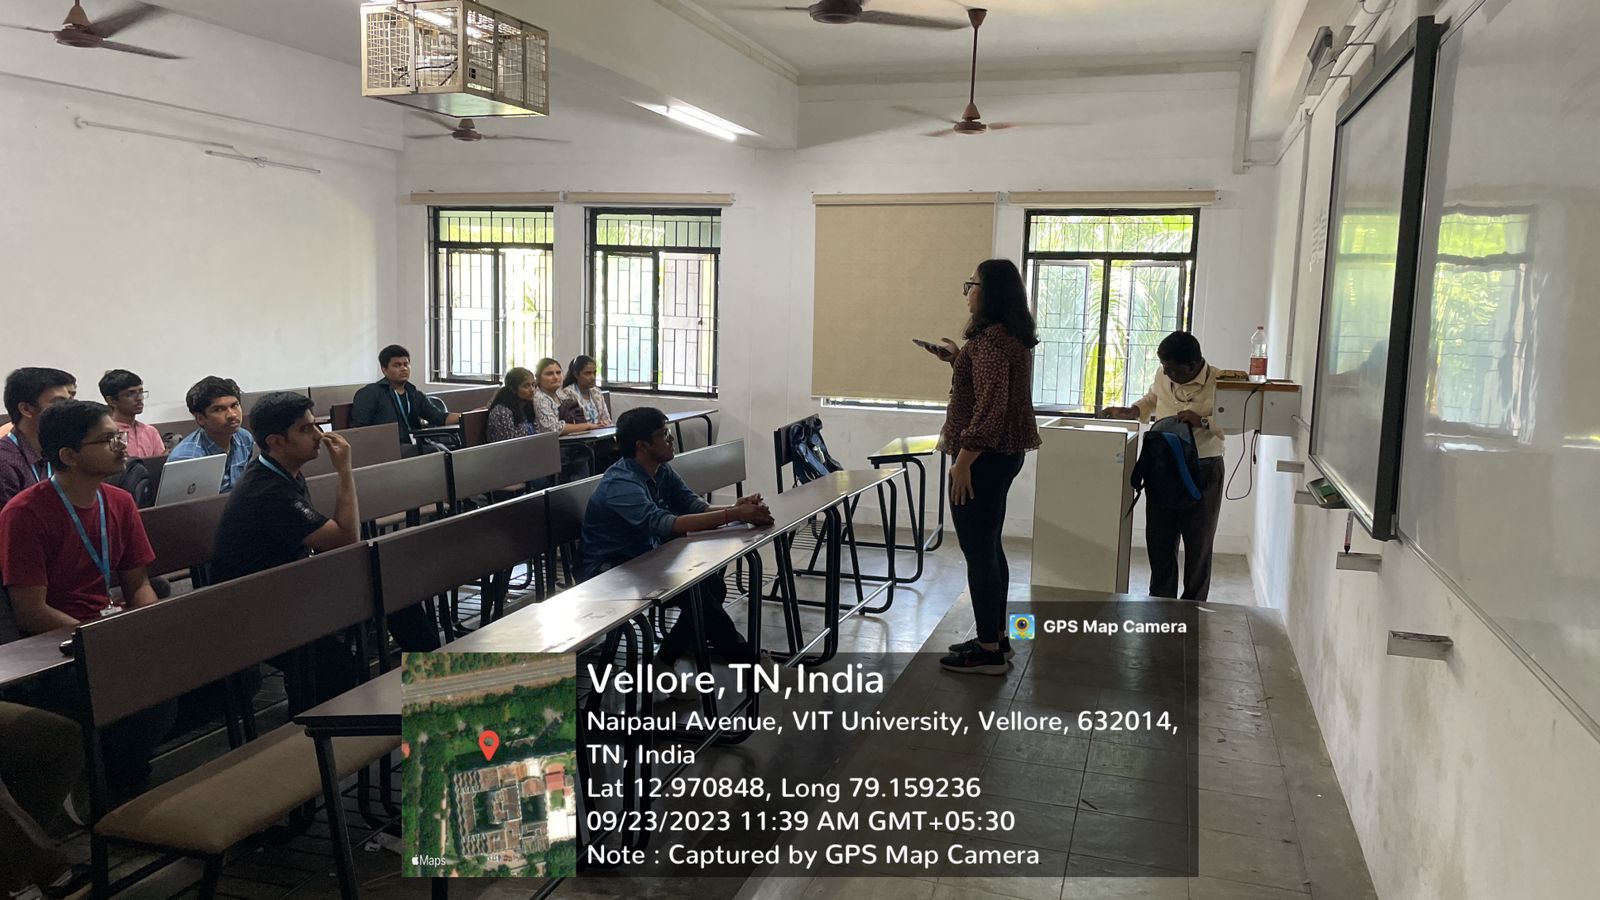 GPS Map Camera
Vellore,TN,India
Naipaul Avenue, VIT University, Vellore, 632014,
TN, India
Lat 12.970848, Long 79.159236
09/23/2023 11:39 AM GMT+05:30
Note : Captured by GPS Map Camera
Maps